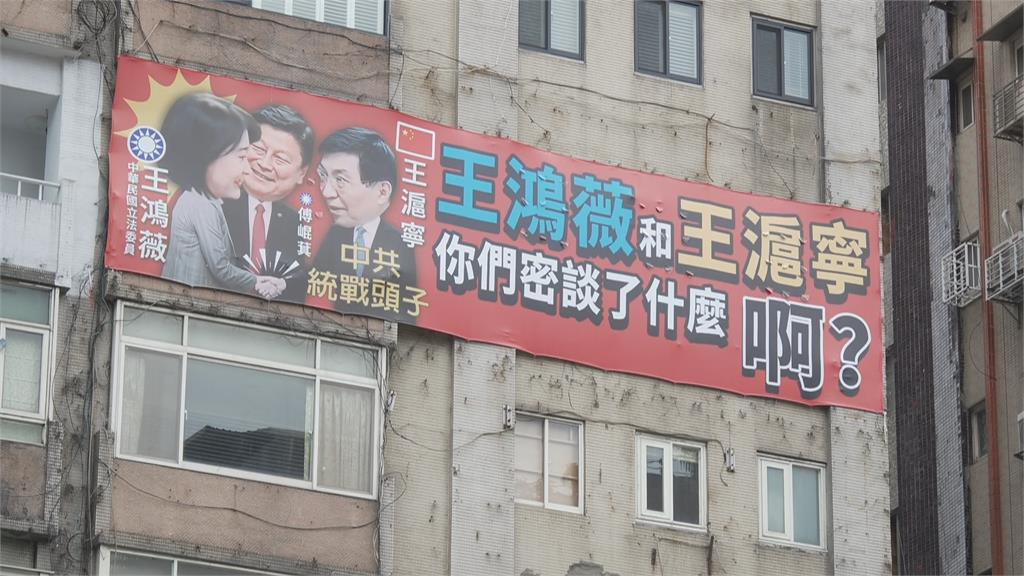 中華民國立法委員
王鴻薇
傅崐萁
王滬寧
中共
統戰頭子
王鴻薇和王滬寧
你們密談了什麼啊?